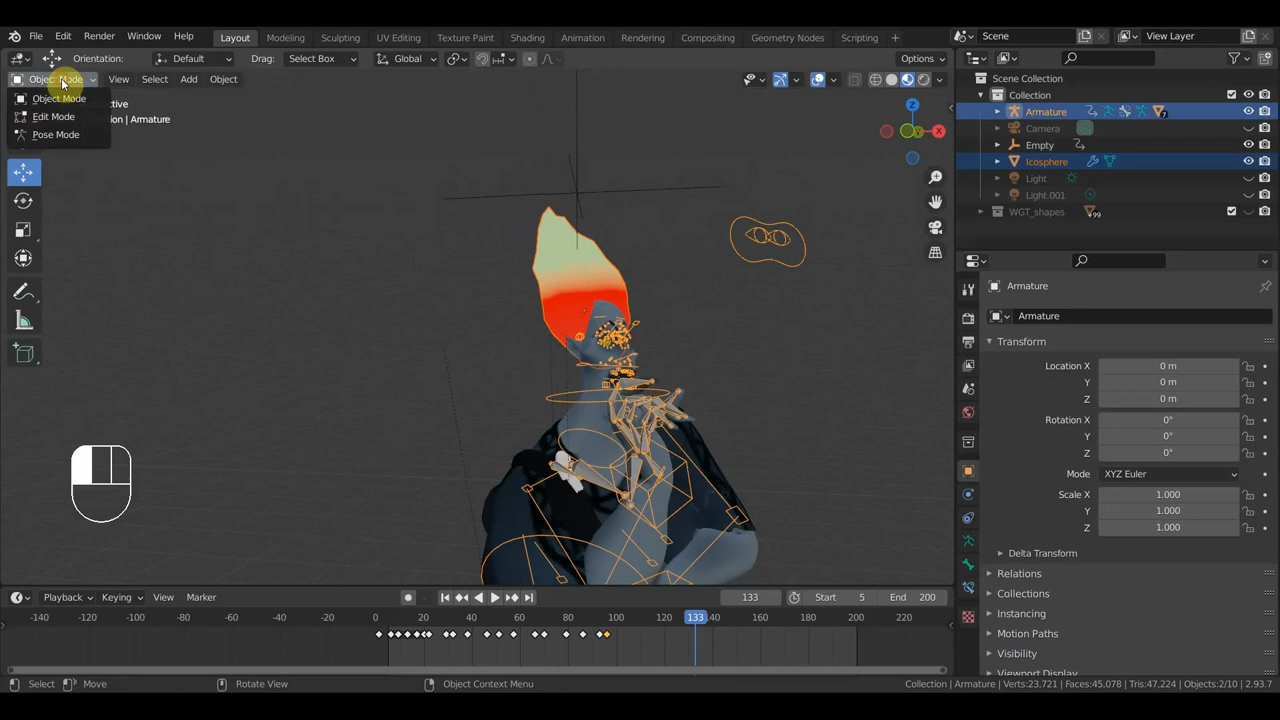 File Edit Render Window Help Layout Modeling Sculpting UV Editing Texture Paint Shading Animation Rendering Compositing Geometry Nodes Scripting Scene View Layer
Orientation: Default Drag: Select Box Global Options
Object Mode View Select Add Object
Object Mode
Edit Mode
Pose Mode
| Armature
Scene Collection
Collection
Armature
7
Camera
Empty
Icosphere
Light
Light.001
WGT_shapes
99
Z
X
Armature
Armature
Transform
Location X 0 m
Y 0 m
Z 0 m
Rotation X 0°
Y 0°
Z 0°
Mode XYZ Euler
Scale X 1.000
Y 1.000
Z 1.000
Delta Transform
Relations
Collections
Instancing
Motion Paths
Visibility
Viewport Display
Playback Keying View Marker 133 Start 5 End 200
-140 -120 -100 -80 -60 -40 -20 0 20 40 60 80 100 133 160 180 200 220
Select Move Rotate View Object Context Menu Collection | Armature | Verts:23,721 | Faces:45,078 | Tris:47,224 | Objects:2/10 | 2.93.7